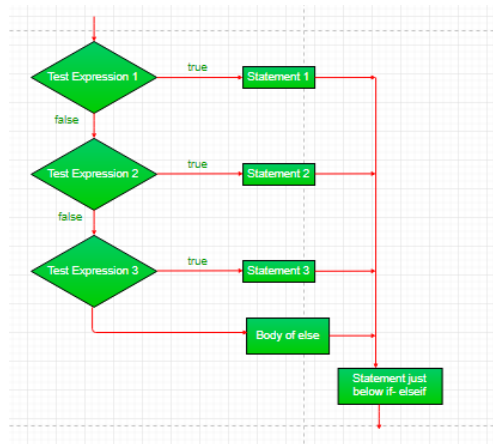 Test Expression 1
true
Statement 1
false
Test Expression 2
true
Statement 2
false
Test Expression 3
true
Statement 3
Body of else
Statement just
below if- elseif